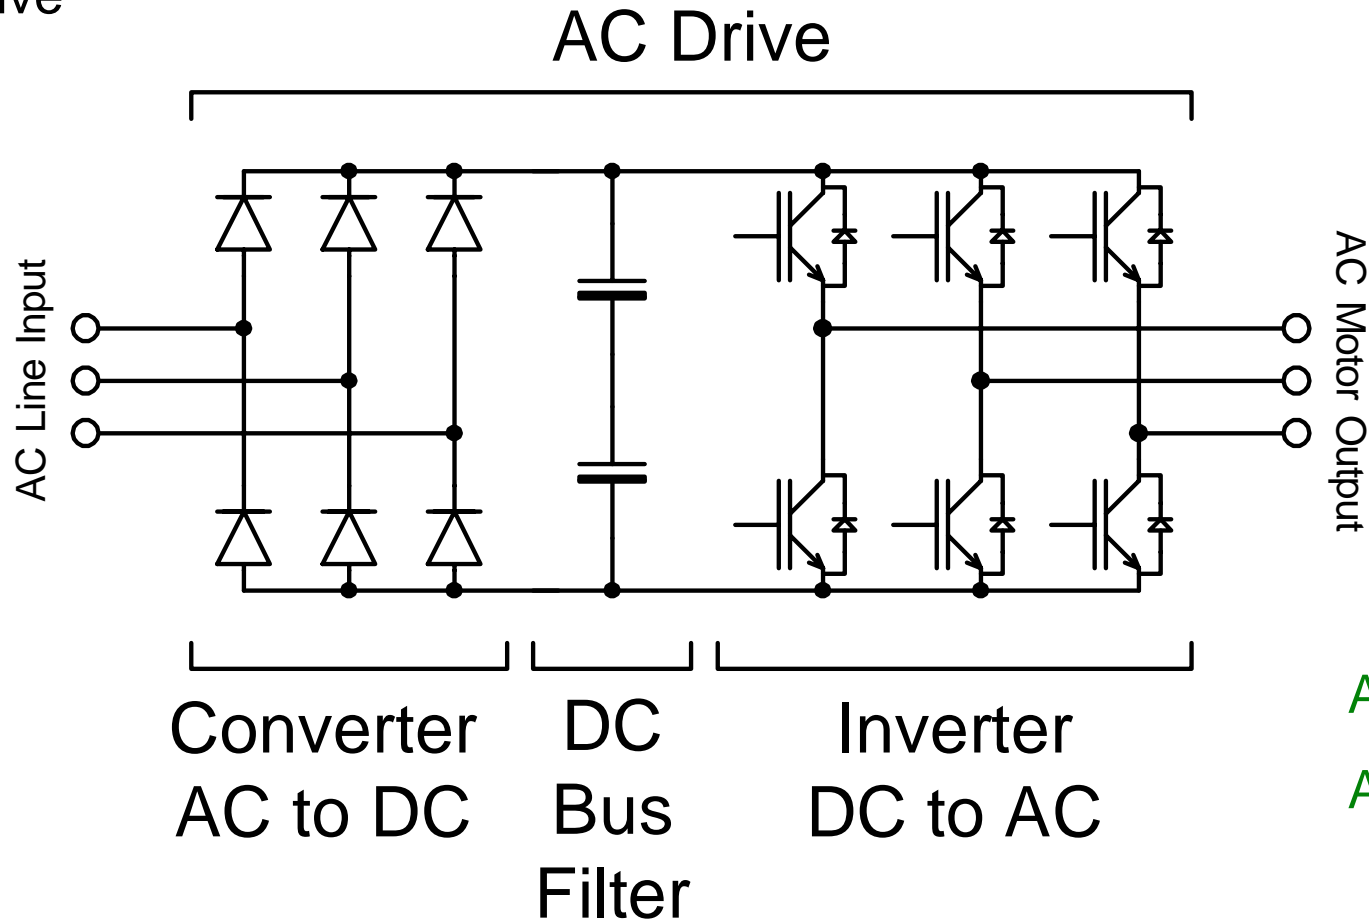 AC Drive
AC Line Input
AC Motor Output
Converter
AC to DC
DC
Bus
Filter
Inverter
DC to AC
A
A